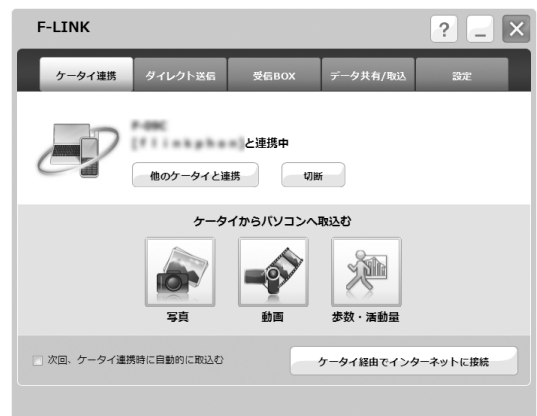 F-LINK
?
ケータイ連携 ダイレクト送信 受信BOX データ共有/取込 設定
と連携中
他のケータイと連携 切断
ケータイからパソコンへ取込む
写真 動画 歩数・活動量
次回、ケータイ連携時に自動的に取込む
ケータイ経由でインターネットに接続